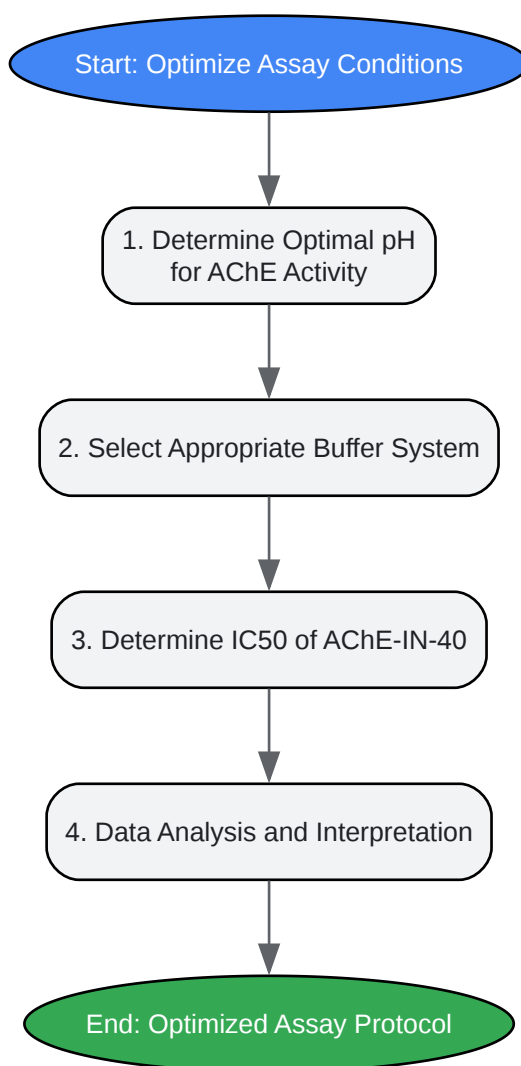 Start: Optimize Assay Conditions
1. Determine Optimal pH
for AChE Activity
2. Select Appropriate Buffer System
3. Determine IC50 of AChE-IN-40
4. Data Analysis and Interpretation
End: Optimized Assay Protocol